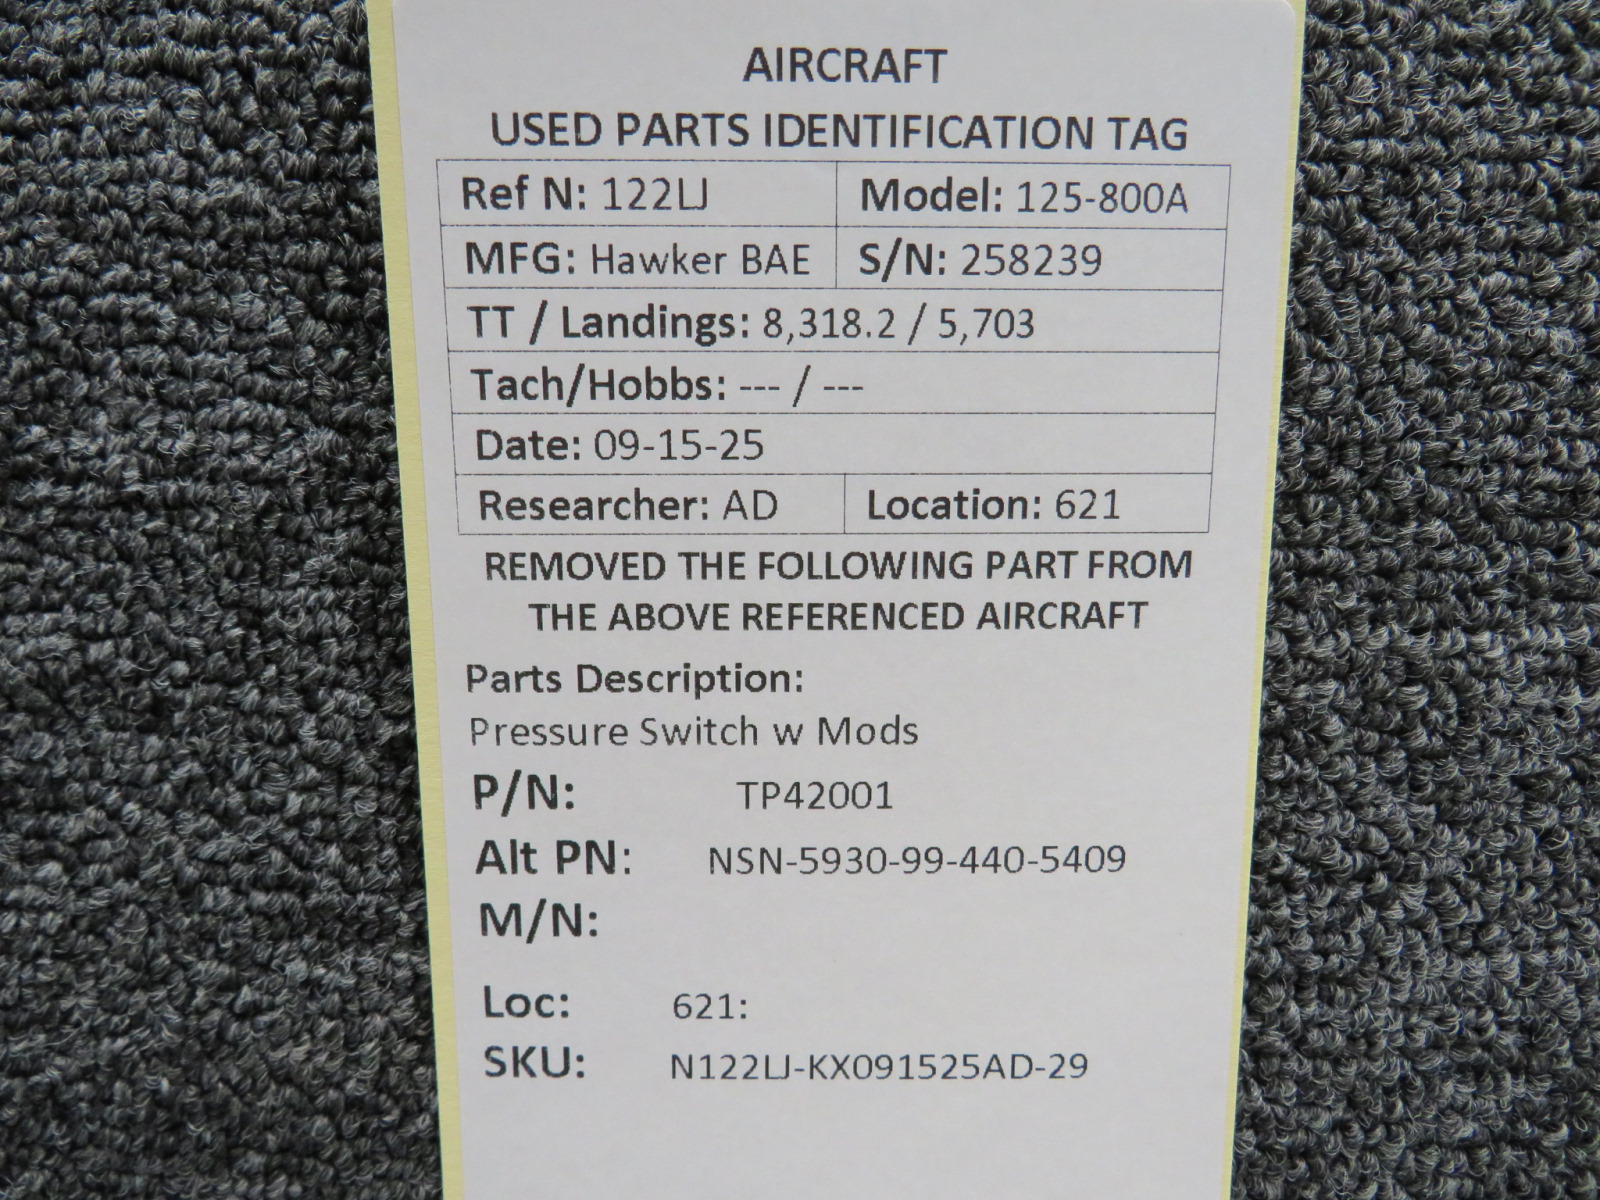 AIRCRAFT
USED PARTS IDENTIFICATION TAG
Ref N: 122LJ Model: 125-800A
MFG: Hawker BAE S/N: 258239
TT / Landings: 8,318.2 / 5,703
Tach/Hobbs: --- / ---
Date: 09-15-25
Researcher: AD Location: 621
REMOVED THE FOLLOWING PART FROM
THE ABOVE REFERENCED AIRCRAFT
Parts Description:
Pressure Switch w Mods
P/N: TP42001
Alt PN: NSN-5930-99-440-5409
M/N:
Loc: 621:
SKU: N122LJ-KX091525AD-29